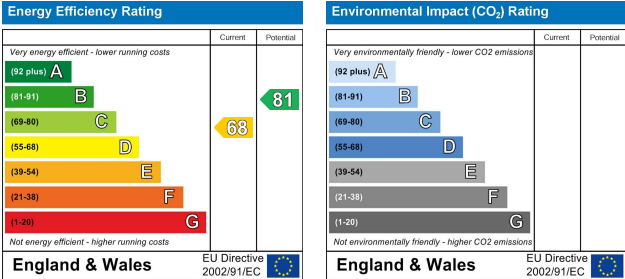 Energy Efficiency Rating
Current Potential
Very energy efficient - lower running costs
(92 plus) A
(81-91) B
81
(69-80) C
68
(55-68) D
(39-54) E
(21-38) F
(1-20) G
Not energy efficient - higher running costs
England & Wales
EU Directive
2002/91/EC
Environmental Impact (CO₂) Rating
Current Potential
Very environmentally friendly - lower CO2 emissions
(92 plus) A
(81-91) B
(69-80) C
(55-68) D
(39-54) E
(21-38) F
(1-20) G
Not environmentally friendly - higher CO2 emissions
England & Wales
EU Directive
2002/91/EC